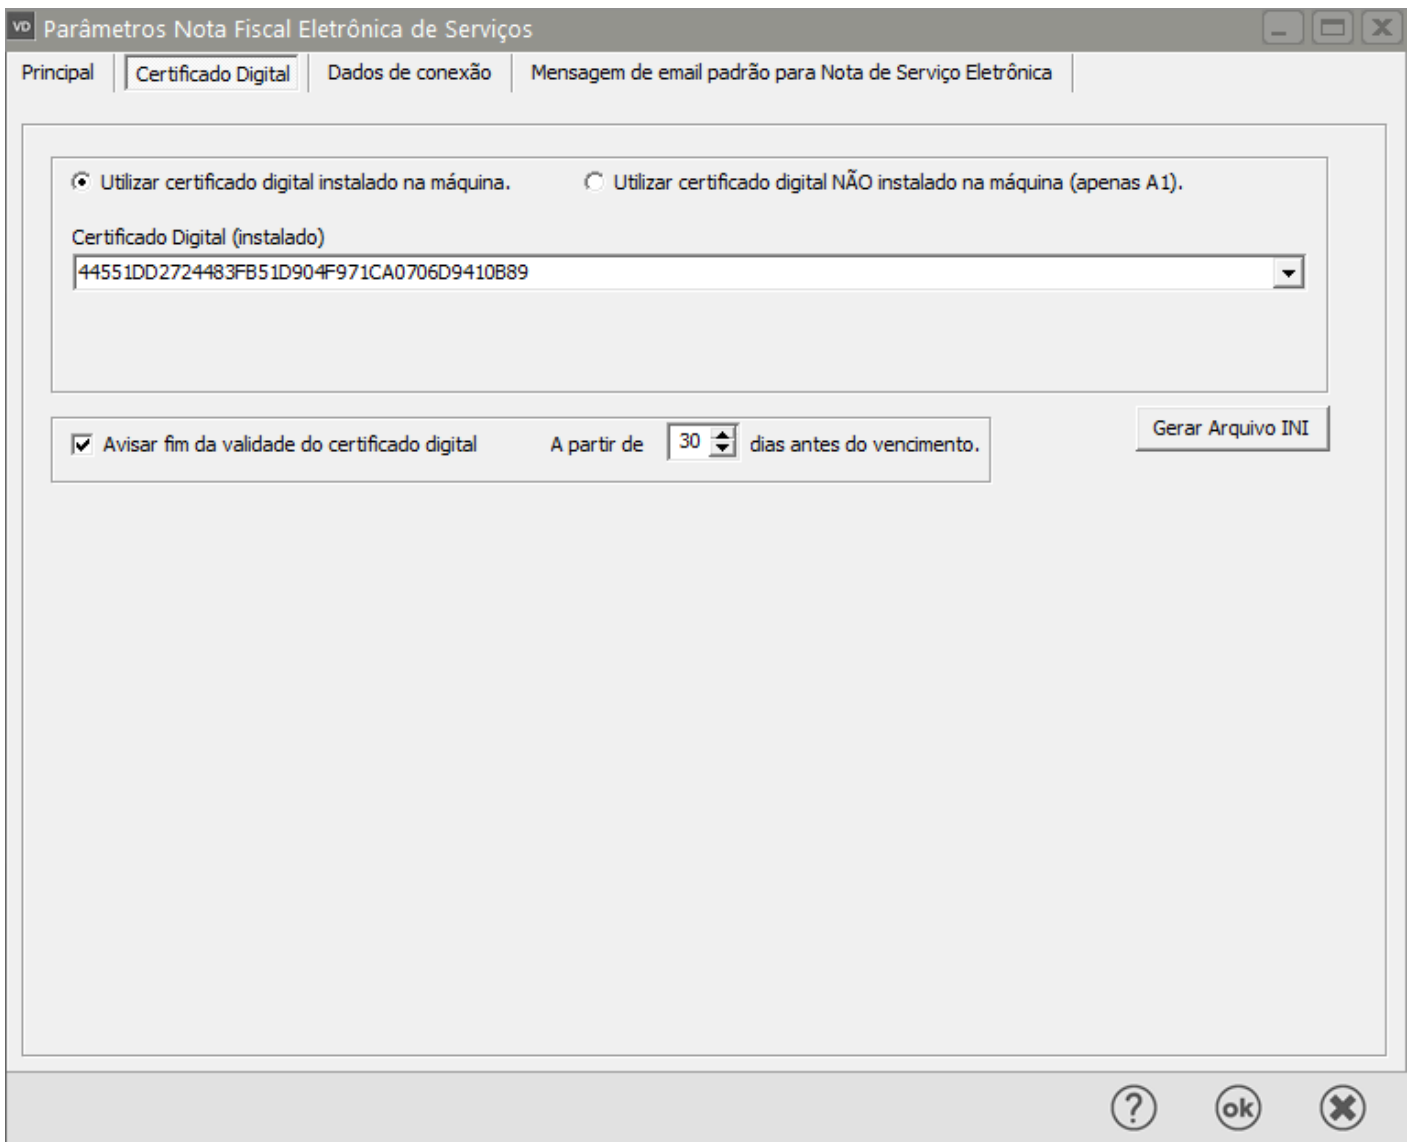 VD Parâmetros Nota Fiscal Eletrônica de Serviços
Principal Certificado Digital Dados de conexão Mensagem de email padrão para Nota de Serviço Eletrônica
Utilizar certificado digital instalado na máquina. Utilizar certificado digital NÃO instalado na máquina (apenas A1).
Certificado Digital (instalado)
44551DD2724483FB51D904F971CA0706D9410B89
Gerar Arquivo INI
Avisar fim da validade do certificado digital A partir de 30 dias antes do vencimento.
? ok